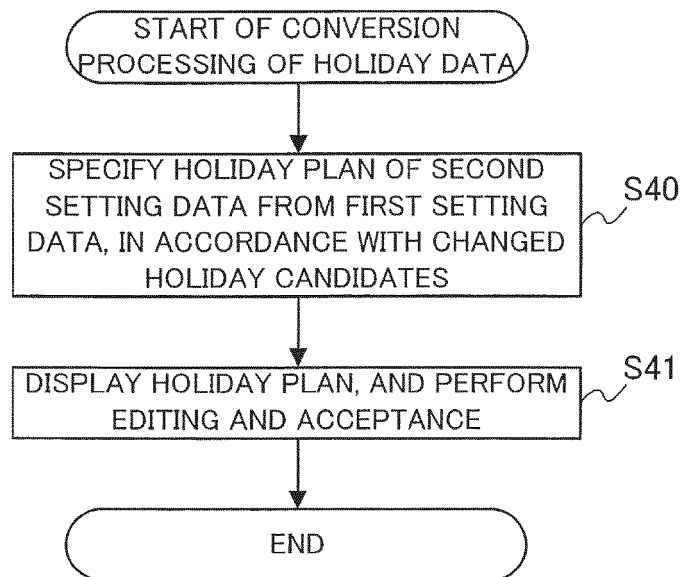 START OF CONVERSION
PROCESSING OF HOLIDAY DATA
SPECIFY HOLIDAY PLAN OF SECOND
SETTING DATA FROM FIRST SETTING
DATA, IN ACCORDANCE WITH CHANGED
HOLIDAY CANDIDATES
S40
DISPLAY HOLIDAY PLAN, AND PERFORM
EDITING AND ACCEPTANCE
S41
END